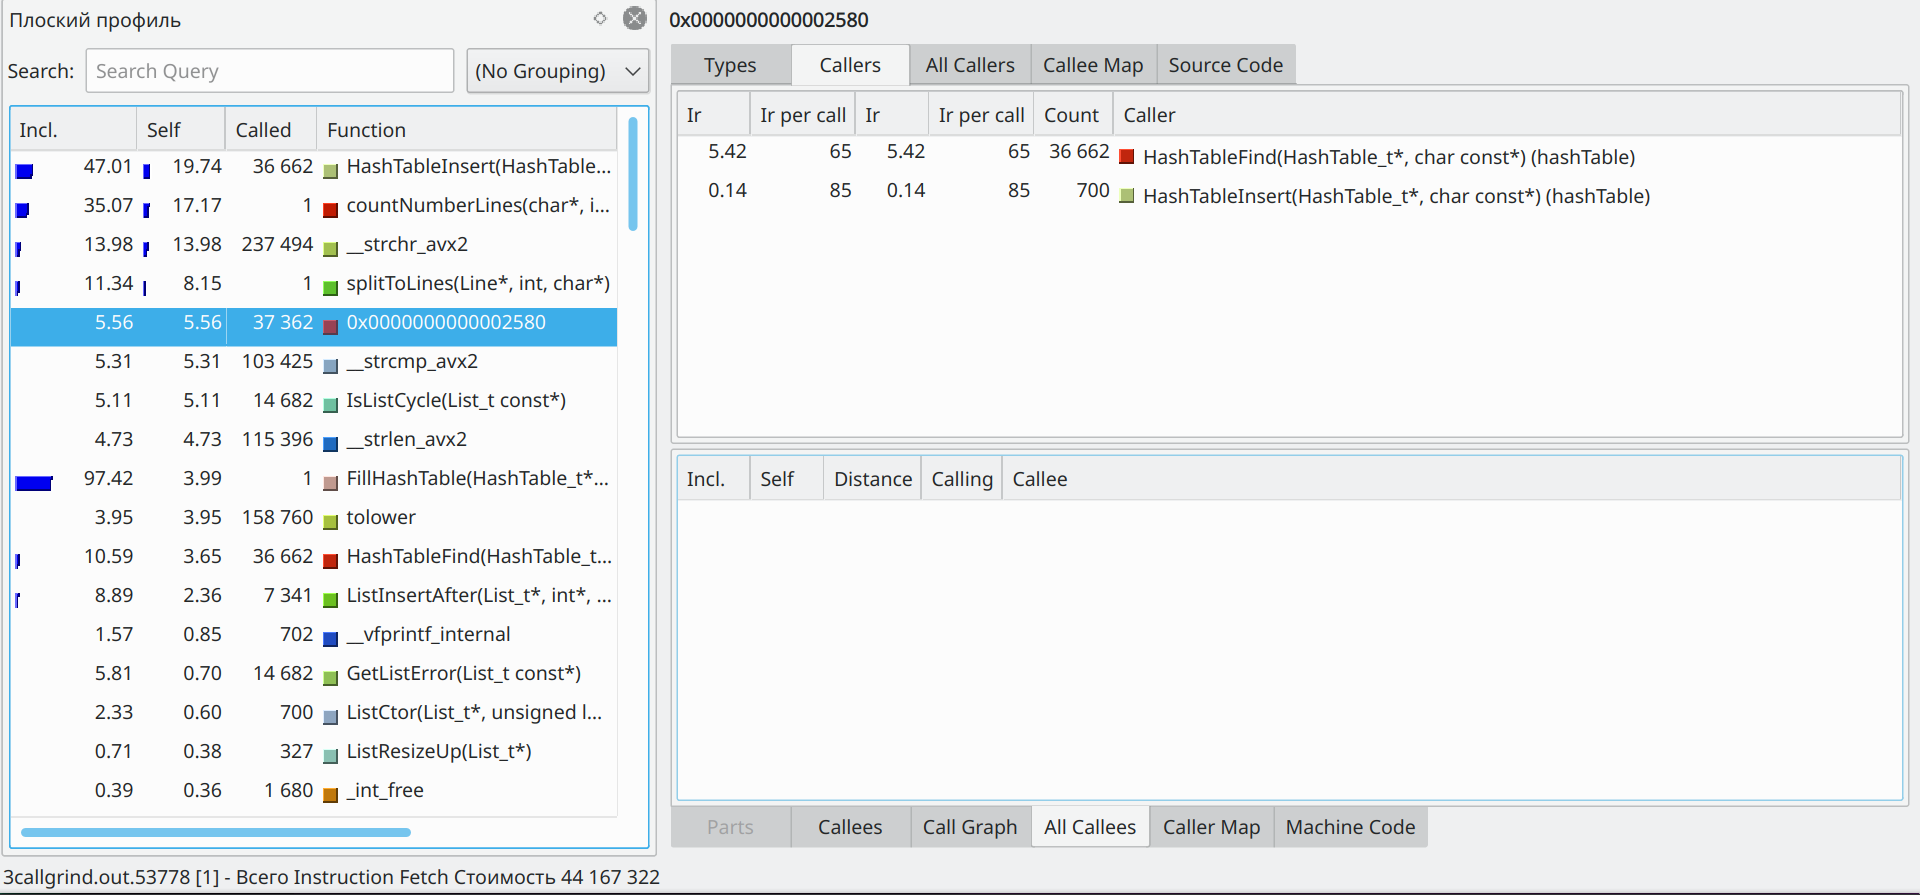 Плоский профиль
Search: Search Query (No Grouping)
Incl. Self Called Function
47.01 19.74 36 662 HashTableInsert(HashTable...
35.07 17.17 1 countNumberLines(char*, i...
13.98 13.98 237 494 __strchr_avx2
11.34 8.15 1 splitToLines(Line*, int, char*)
5.56 5.56 37 362 0x0000000000002580
5.31 5.31 103 425 __strcmp_avx2
5.11 5.11 14 682 IsListCycle(List_t const*)
4.73 4.73 115 396 __strlen_avx2
97.42 3.99 1 FillHashTable(HashTable_t*...
3.95 3.95 158 760 tolower
10.59 3.65 36 662 HashTableFind(HashTable_t...
8.89 2.36 7 341 ListInsertAfter(List_t*, int*, ...
1.57 0.85 702 __vfprintf_internal
5.81 0.70 14 682 GetListError(List_t const*)
2.33 0.60 700 ListCtor(List_t*, unsigned l...
0.71 0.38 327 ListResizeUp(List_t*)
0.39 0.36 1 680 _int_free
0x0000000000002580
Types Callers All Callers Callee Map Source Code
Ir Ir per call Ir Ir per call Count Caller
5.42 65 5.42 65 36 662 HashTableFind(HashTable_t*, char const*) (hashTable)
0.14 85 0.14 85 700 HashTableInsert(HashTable_t*, char const*) (hashTable)
Incl. Self Distance Calling Callee
Parts Callees Call Graph All Callees Caller Map Machine Code
3callgrind.out.53778 [1] - Всего Instruction Fetch Стоимость 44 167 322